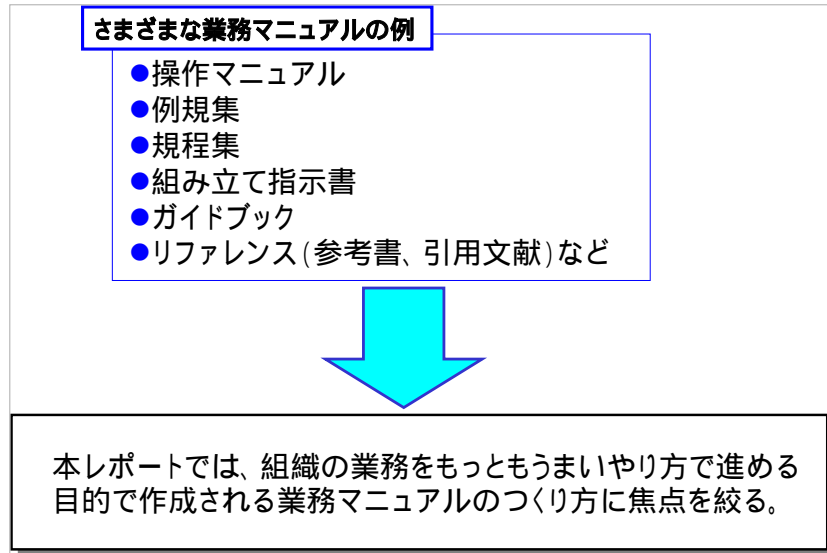 さまざまな業務マニュアルの例
●操作マニュアル
●例規集
●規程集
●組み立て指示書
●ガイドブック
●リファレンス(参考書、引用文献)など
本レポートでは、組織の業務をもっともうまいやり方で進める
目的で作成される業務マニュアルのつくり方に焦点を絞る。